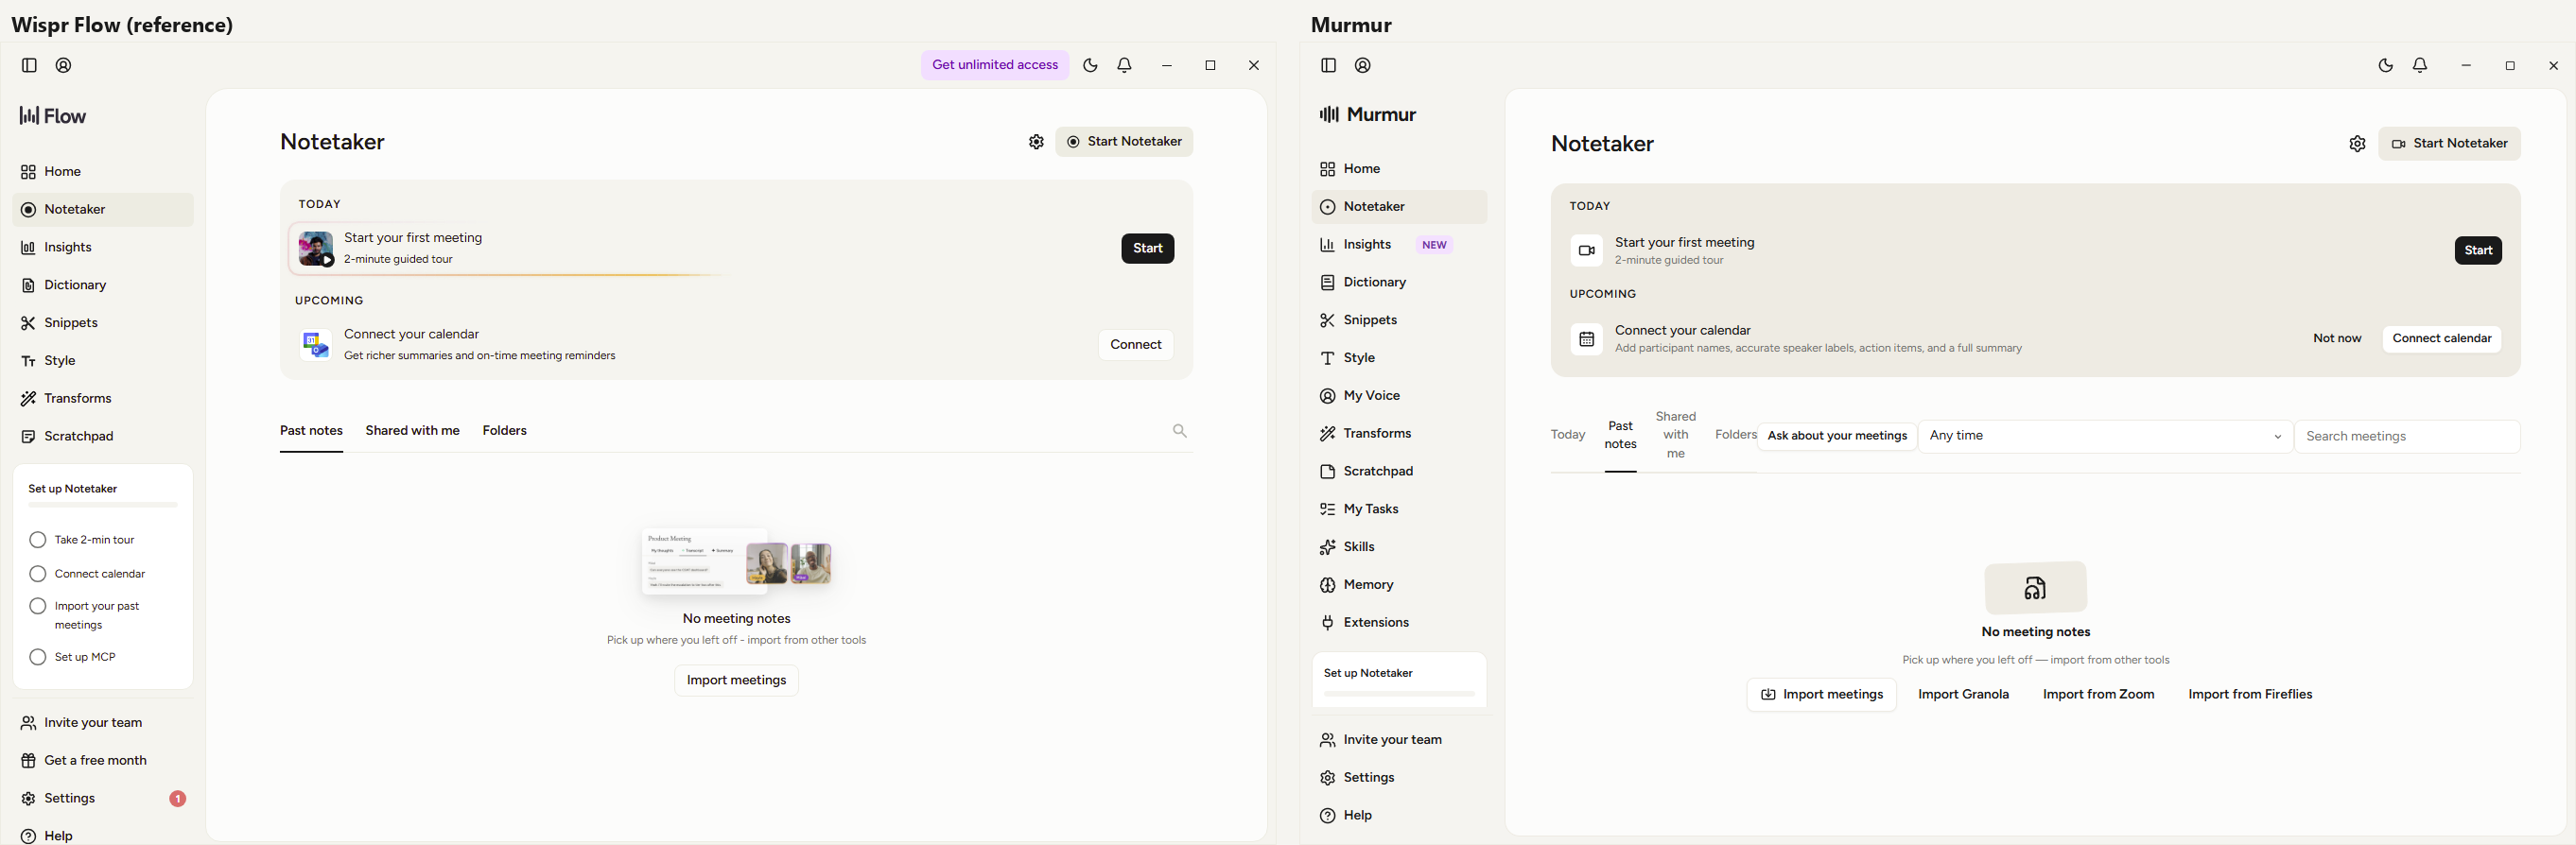 Wispr Flow (reference)
Get unlimited access
Flow
Home
Notetaker
Insights
Dictionary
Snippets
Style
Transforms
Scratchpad
Set up Notetaker
Take 2-min tour
Connect calendar
Import your past
meetings
Set up MCP
Invite your team
Get a free month
Settings
1
Help
Notetaker
Start Notetaker
TODAY
Start your first meeting
2-minute guided tour
Start
UPCOMING
31
Connect your calendar
Get richer summaries and on-time meeting reminders
Connect
Past notes
Shared with me
Folders
Product Meeting
My thoughts
Transcript
Summary
No meeting notes
Pick up where you left off - import from other tools
Import meetings
Murmur
Murmur
Home
Notetaker
Insights
NEW
Dictionary
Snippets
Style
My Voice
Transforms
Scratchpad
My Tasks
Skills
Memory
Extensions
Set up Notetaker
Invite your team
Settings
Help
Notetaker
Start Notetaker
TODAY
Start your first meeting
2-minute guided tour
Start
UPCOMING
Connect your calendar
Add participant names, accurate speaker labels, action items, and a full summary
Not now
Connect calendar
Today
Past
notes
Shared
with
me
Folders
Ask about your meetings
Any time
Search meetings
No meeting notes
Pick up where you left off — import from other tools
Import meetings
Import Granola
Import from Zoom
Import from Fireflies